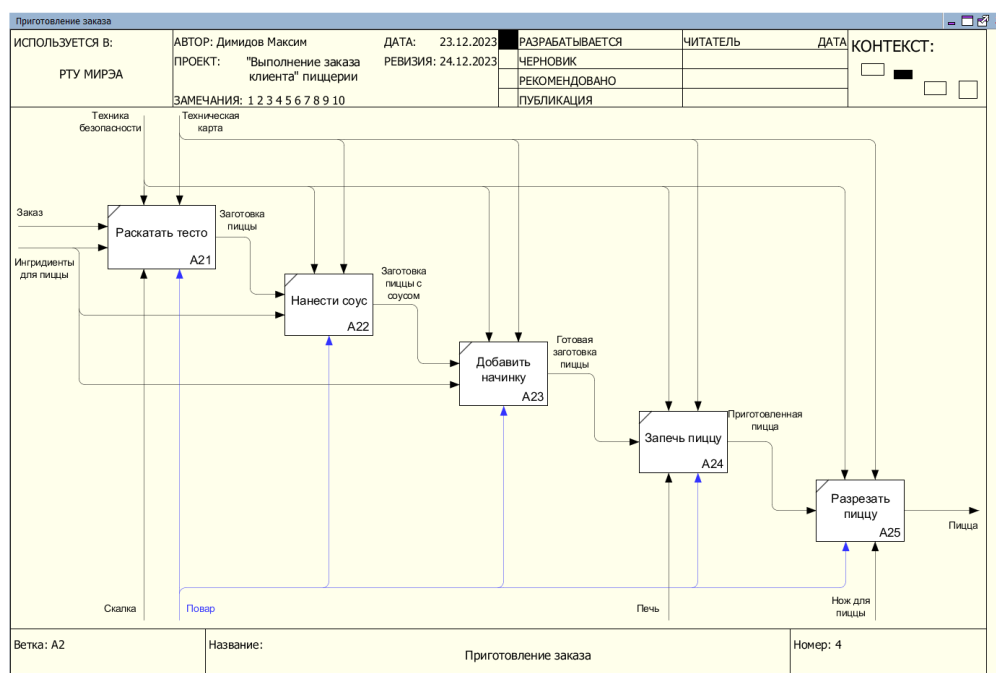 Приготовление заказа
ИСПОЛЬЗУЕТСЯ В:
РТУ МИРЭА
АВТОР: Димидов Максим
ДАТА: 23.12.2023
ПРОЕКТ: "Выполнение заказа
клиента" пиццерии
РЕВИЗИЯ: 24.12.2023
ЗАМЕЧАНИЯ: 1 2 3 4 5 6 7 8 9 10
РАЗРАБАТЫВАЕТСЯ
ЧЕРНОВИК
РЕКОМЕНДОВАНО
ПУБЛИКАЦИЯ
ЧИТАТЕЛЬ
ДАТА
КОНТЕКСТ:
Техника
безопасности
Техническая
карта
Заказ
Ингридиенты
для пиццы
Раскатать тесто
A21
Заготовка
пиццы
Нанести соус
A22
Заготовка
пиццы с
соусом
Добавить
начинку
A23
Готовая
заготовка
пиццы
Запечь пиццу
A24
Приготовленная
пицца
Разрезать
пиццу
A25
Пицца
Скалка
Повар
Печь
Нож для
пиццы
Ветка: A2
Название:
Приготовление заказа
Номер: 4